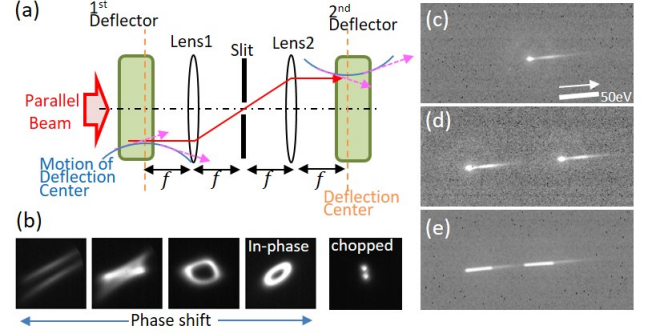 (a)
1st
Deflector
Lens1
Slit
Lens2
2nd
Deflector
Parallel
Beam
Motion of
Deflection
Center
f f f f
Deflection
Center
(b)
In-phase
chopped
Phase shift
(c)
50eV
(d)
(e)